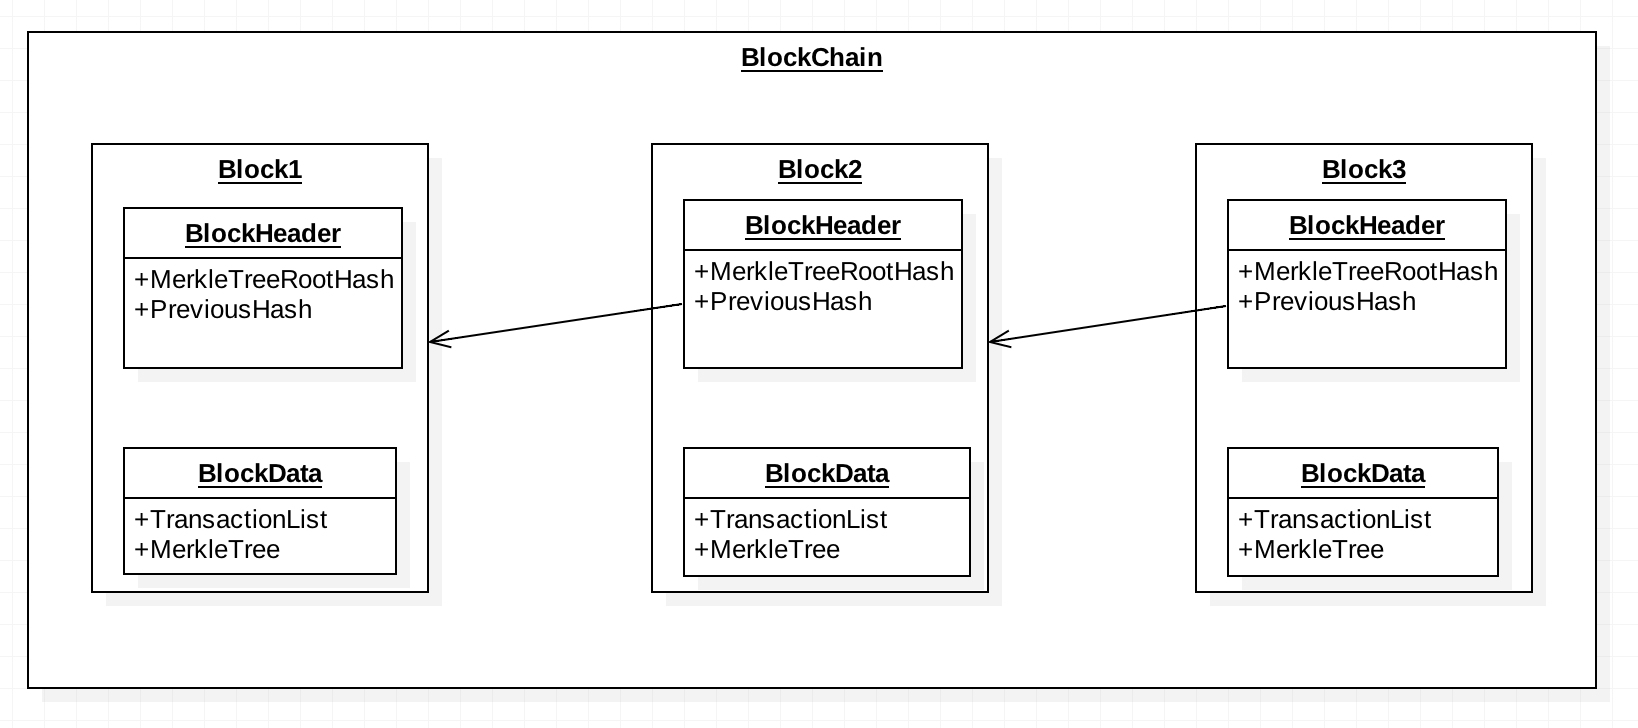 BlockChain
Block1
BlockHeader
+MerkleTreeRootHash
+PreviousHash
BlockData
+TransactionList
+MerkleTree
Block2
BlockHeader
+MerkleTreeRootHash
+PreviousHash
BlockData
+TransactionList
+MerkleTree
Block3
BlockHeader
+MerkleTreeRootHash
+PreviousHash
BlockData
+TransactionList
+MerkleTree